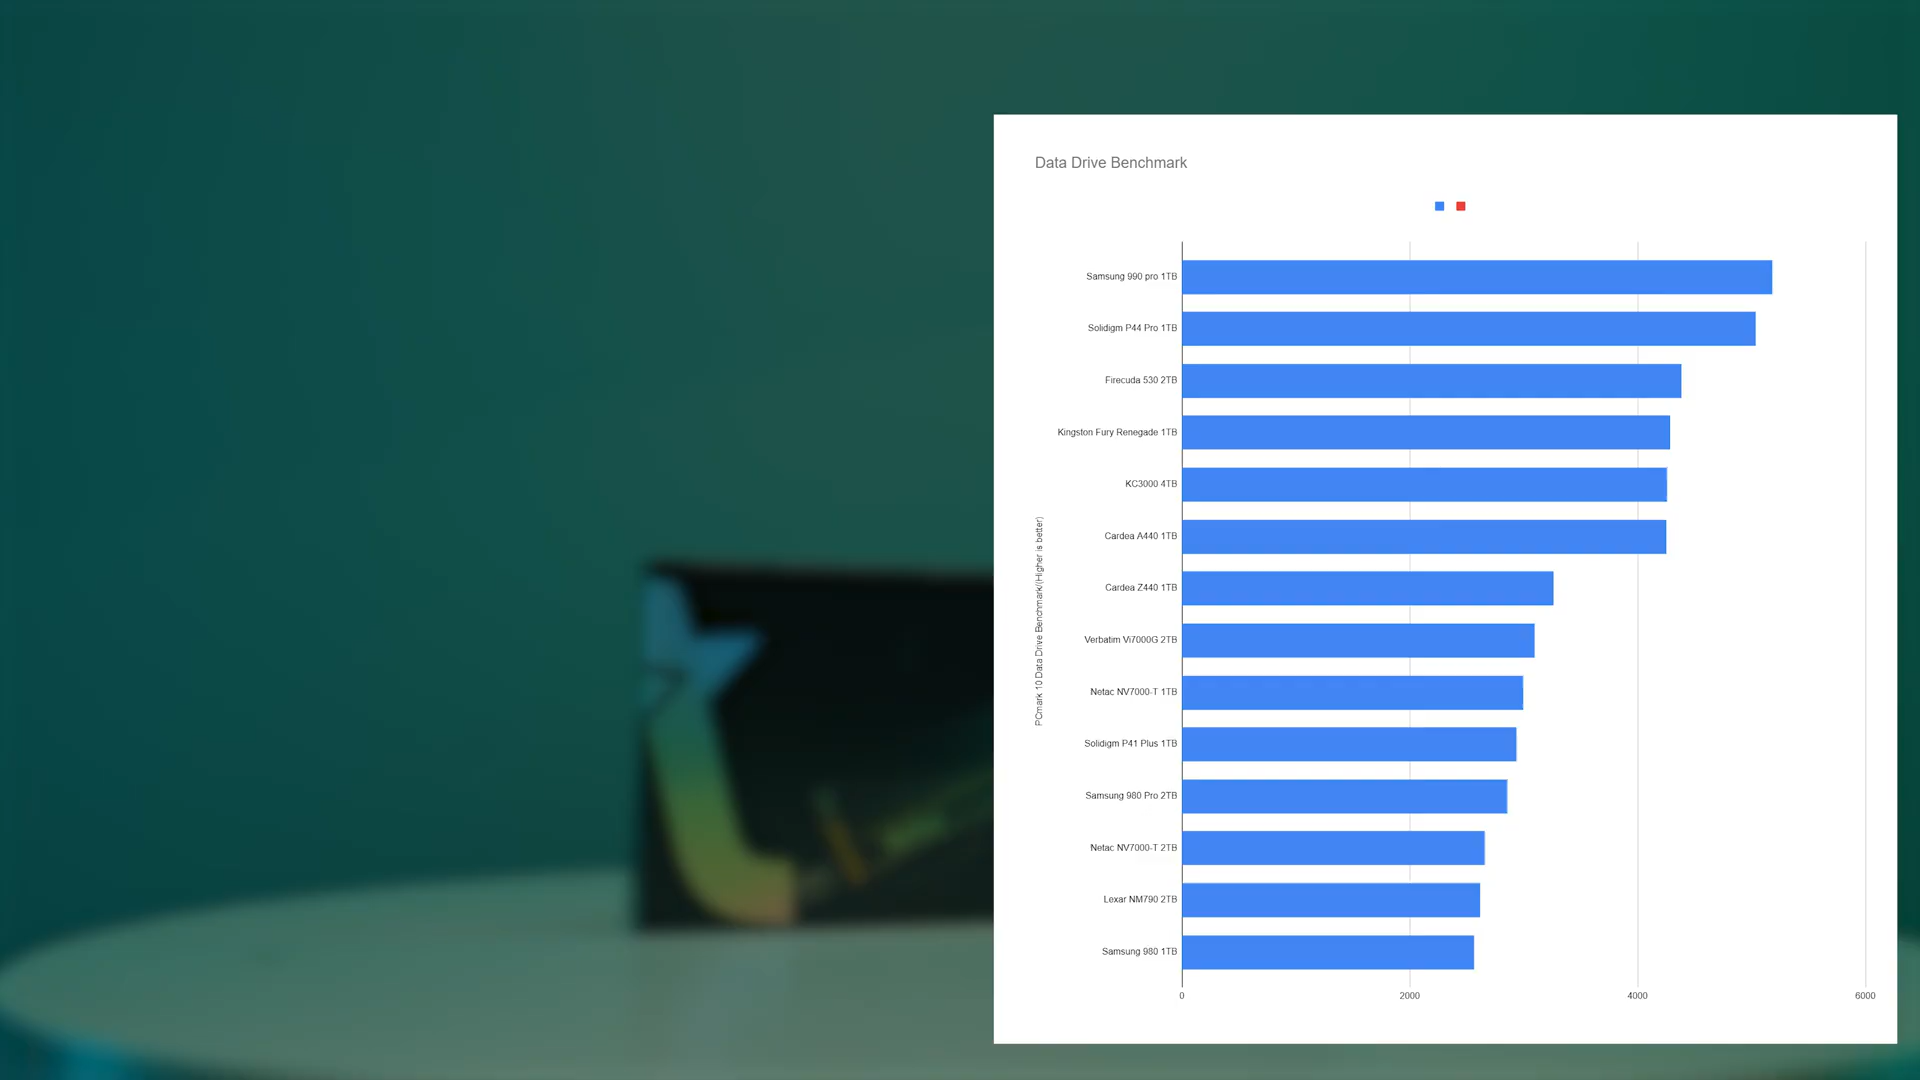 Data Drive Benchmark
PCmark 10 Data Drive Benchmark/(Higher is better)
Samsung 990 pro 1TB
Solidigm P44 Pro 1TB
Firecuda 530 2TB
Kingston Fury Renegade 1TB
KC3000 4TB
Cardea A440 1TB
Cardea Z440 1TB
Verbatim Vi7000G 2TB
Netac NV7000-T 1TB
Solidigm P41 Plus 1TB
Samsung 980 Pro 2TB
Netac NV7000-T 2TB
Lexar NM790 2TB
Samsung 980 1TB
0 2000 4000 6000